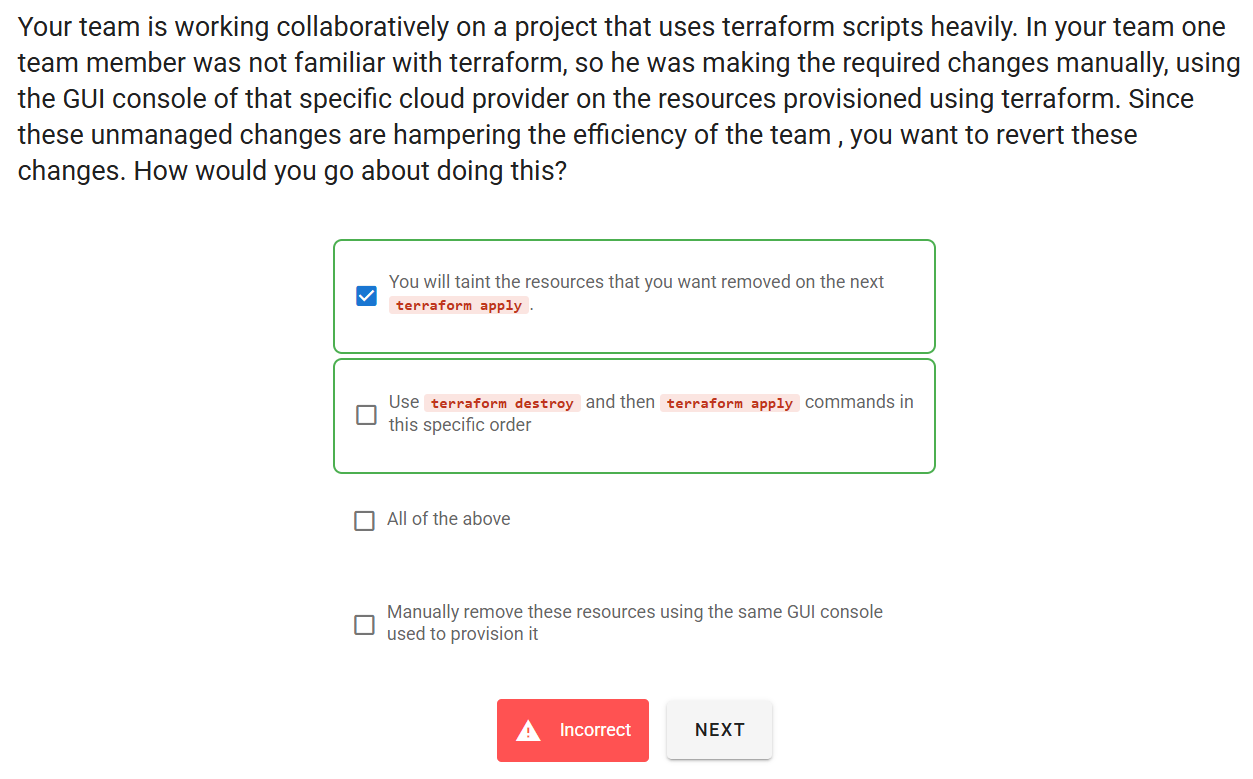 Your team is working collaboratively on a project that uses terraform scripts heavily. In your team one
team member was not familiar with terraform, so he was making the required changes manually, using
the GUI console of that specific cloud provider on the resources provisioned using terraform. Since
these unmanaged changes are hampering the efficiency of the team , you want to revert these
changes. How would you go about doing this?
You will taint the resources that you want removed on the next
terraform apply .
Use terraform destroy and then terraform apply commands in
this specific order
All of the above
Manually remove these resources using the same GUI console
used to provision it
Incorrect
NEXT